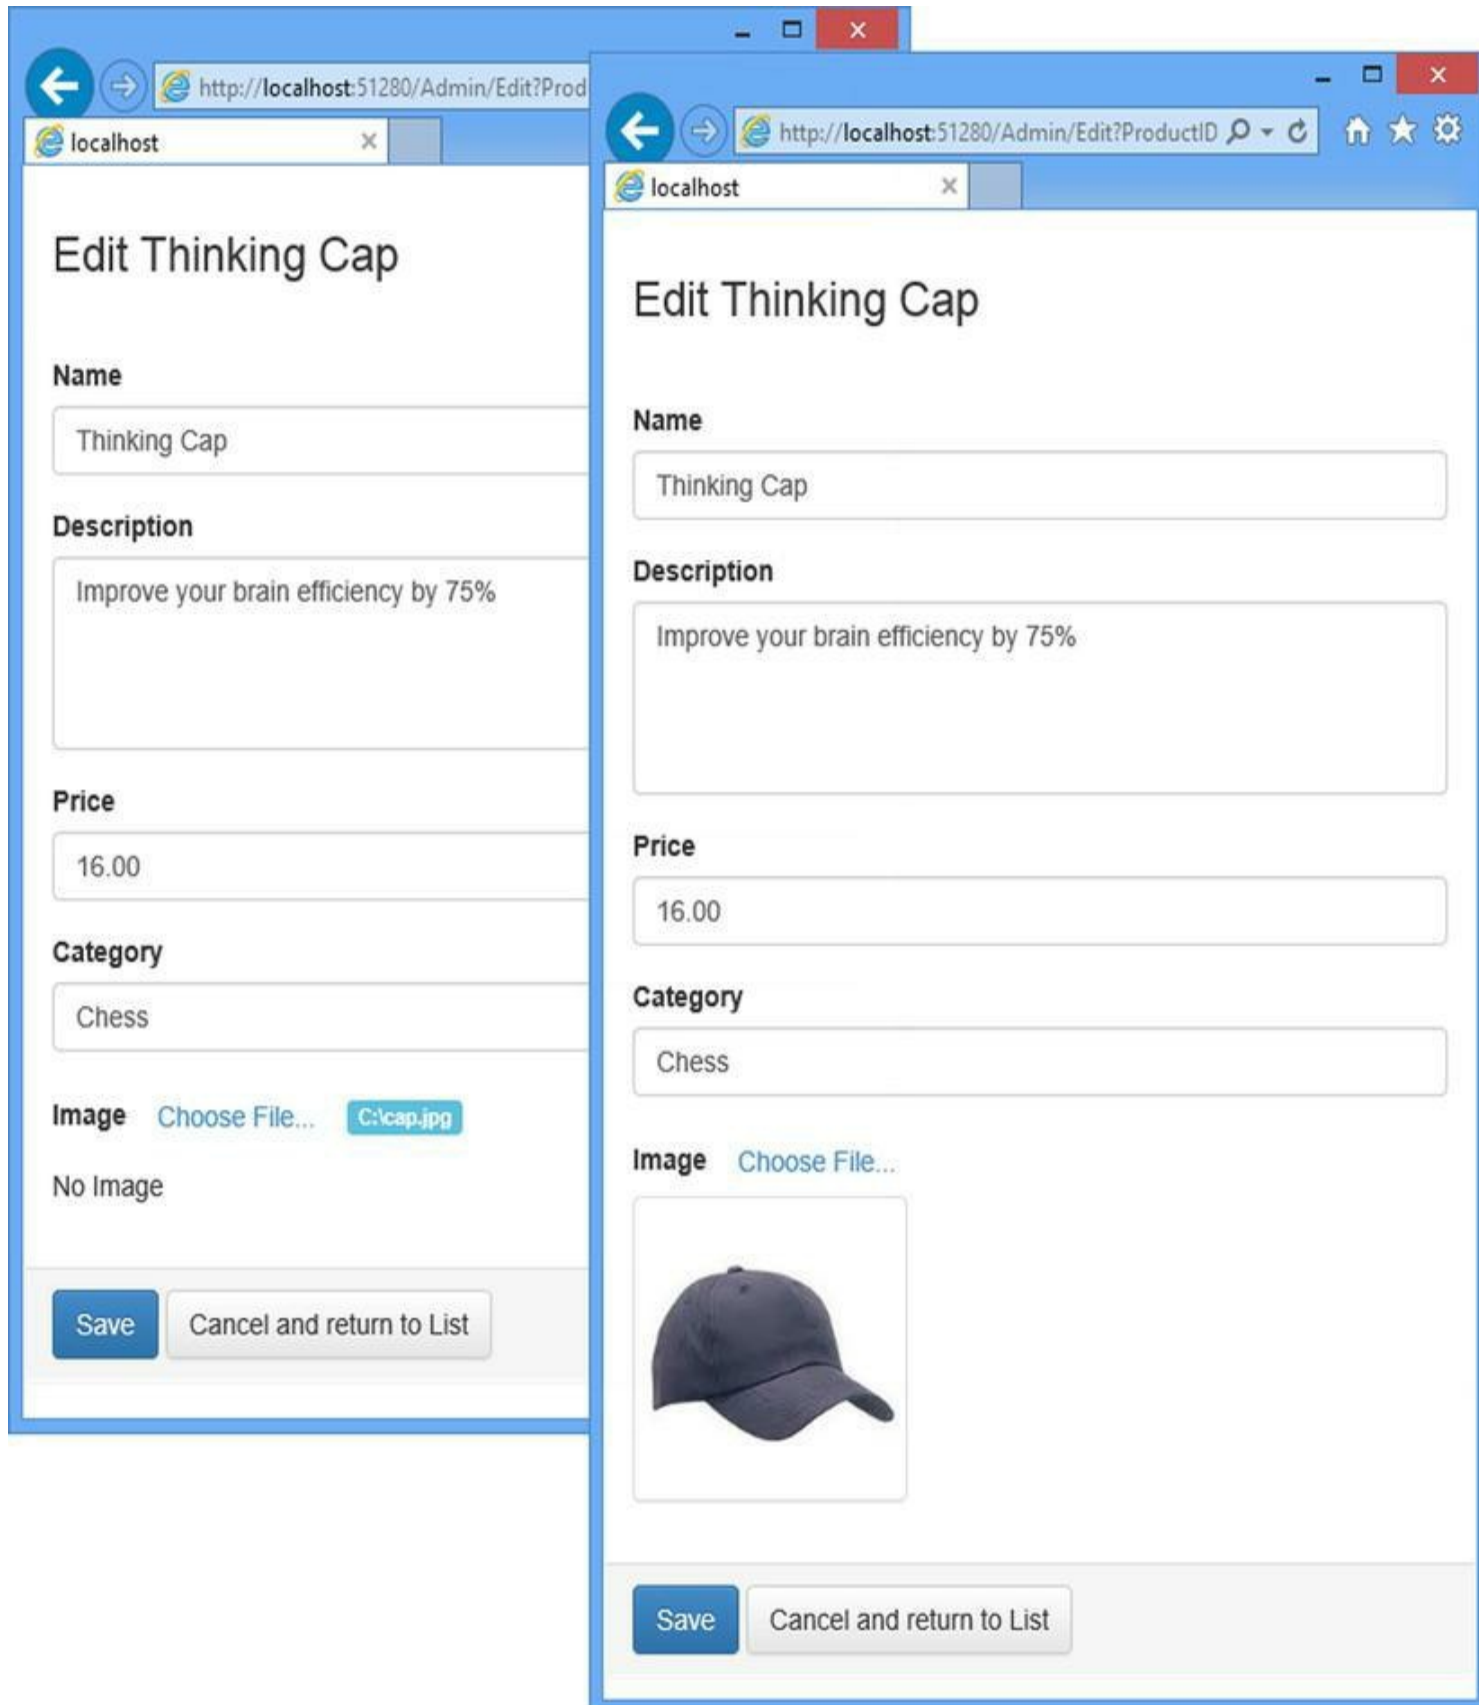 http://localhost:51280/Admin/Edit?Prod
localhost
Edit Thinking Cap
Name
Thinking Cap
Description
Improve your brain efficiency by 75%
Price
16.00
Category
Chess
Image Choose File... C:\cap.jpg
No Image
Save Cancel and return to List
http://localhost:51280/Admin/Edit?ProductID
localhost
Edit Thinking Cap
Name
Thinking Cap
Description
Improve your brain efficiency by 75%
Price
16.00
Category
Chess
Image Choose File...
Save Cancel and return to List